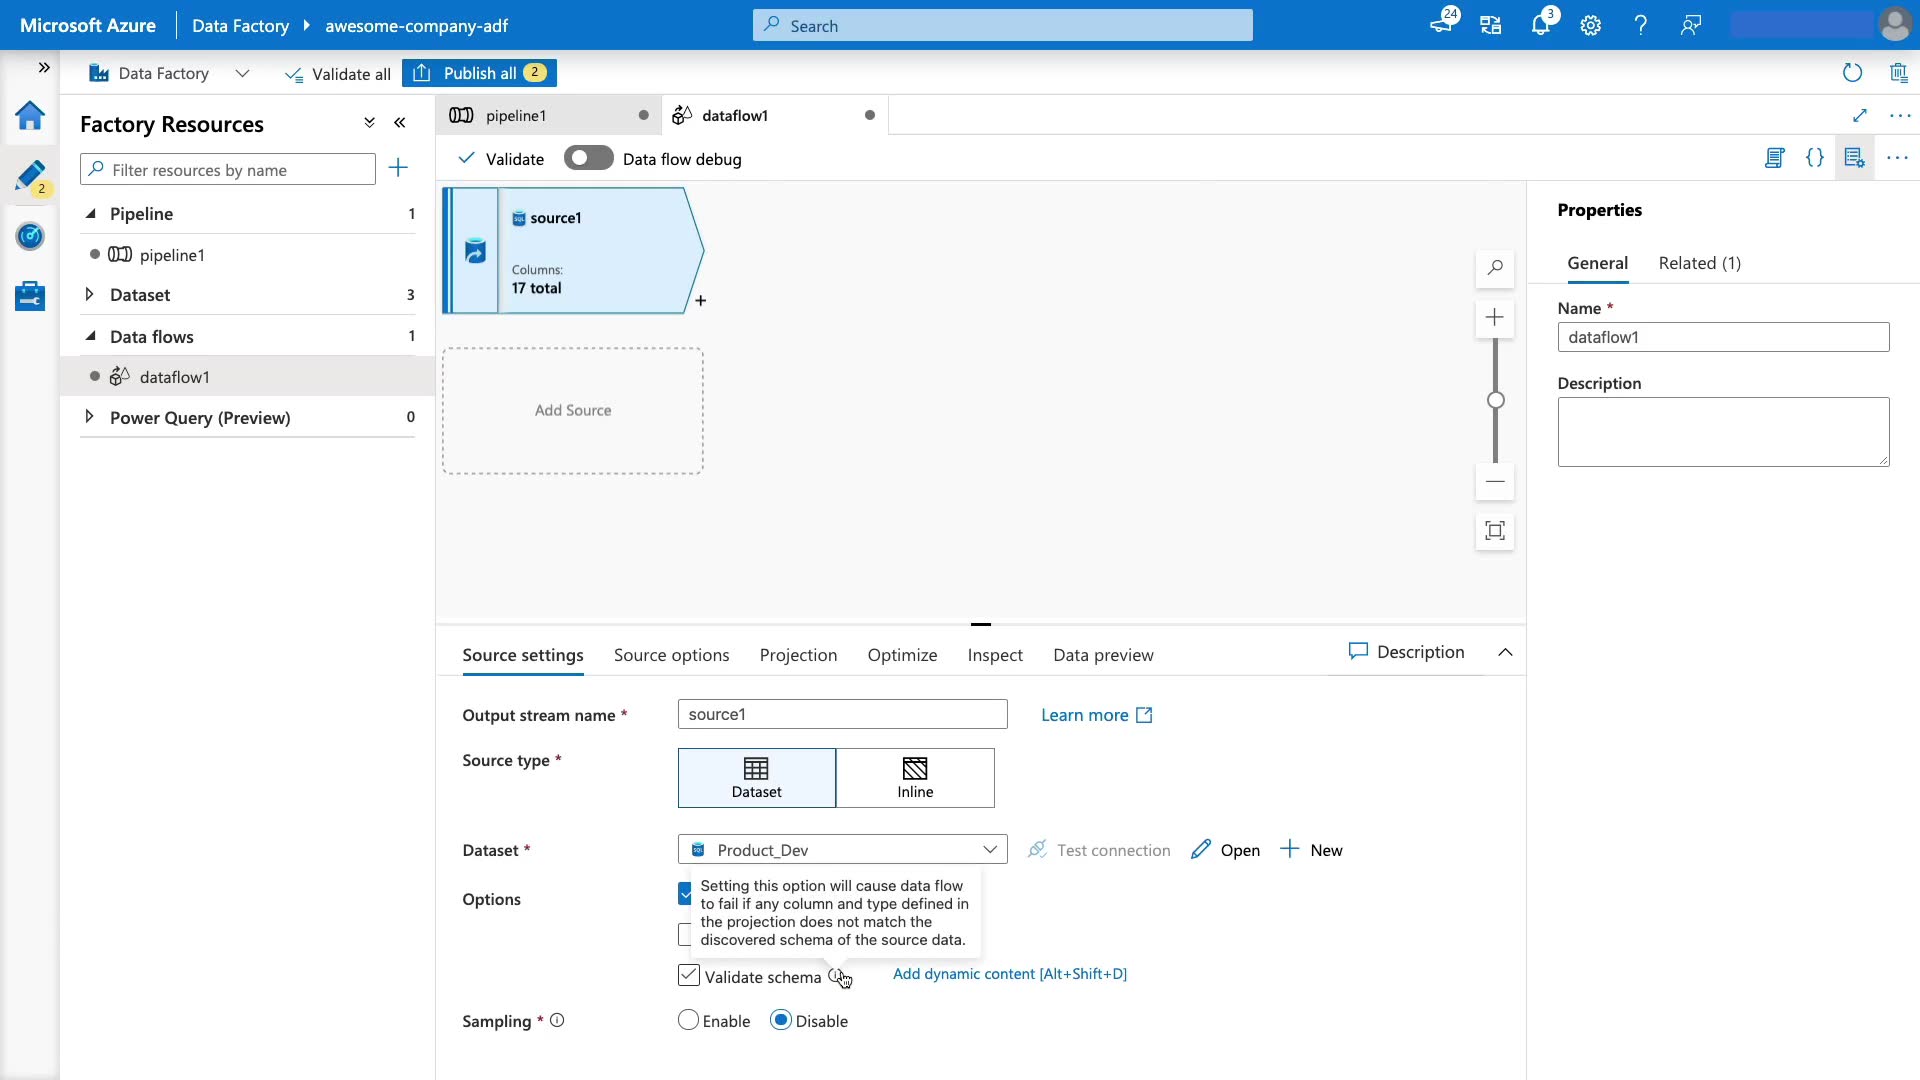 Microsoft Azure
Data Factory
awesome-company-adf
Search
24
3
Data Factory
Validate all
Publish all
2
2
Factory Resources
Filter resources by name
Pipeline
1
pipeline1
Dataset
3
Data flows
1
dataflow1
Power Query (Preview)
0
pipeline1
dataflow1
Validate
Data flow debug
source1
Columns:
17 total
Add Source
Properties
General
Related (1)
Name *
dataflow1
Description
Source settings
Source options
Projection
Optimize
Inspect
Data preview
Description
Output stream name *
source1
Learn more
Source type *
Dataset
Inline
Dataset *
Product_Dev
Test connection
Open
New
Options
Setting this option will cause data flow
to fail if any column and type defined in
the projection does not match the
discovered schema of the source data.
Validate schema
Add dynamic content [Alt+Shift+D]
Sampling *
Enable
Disable